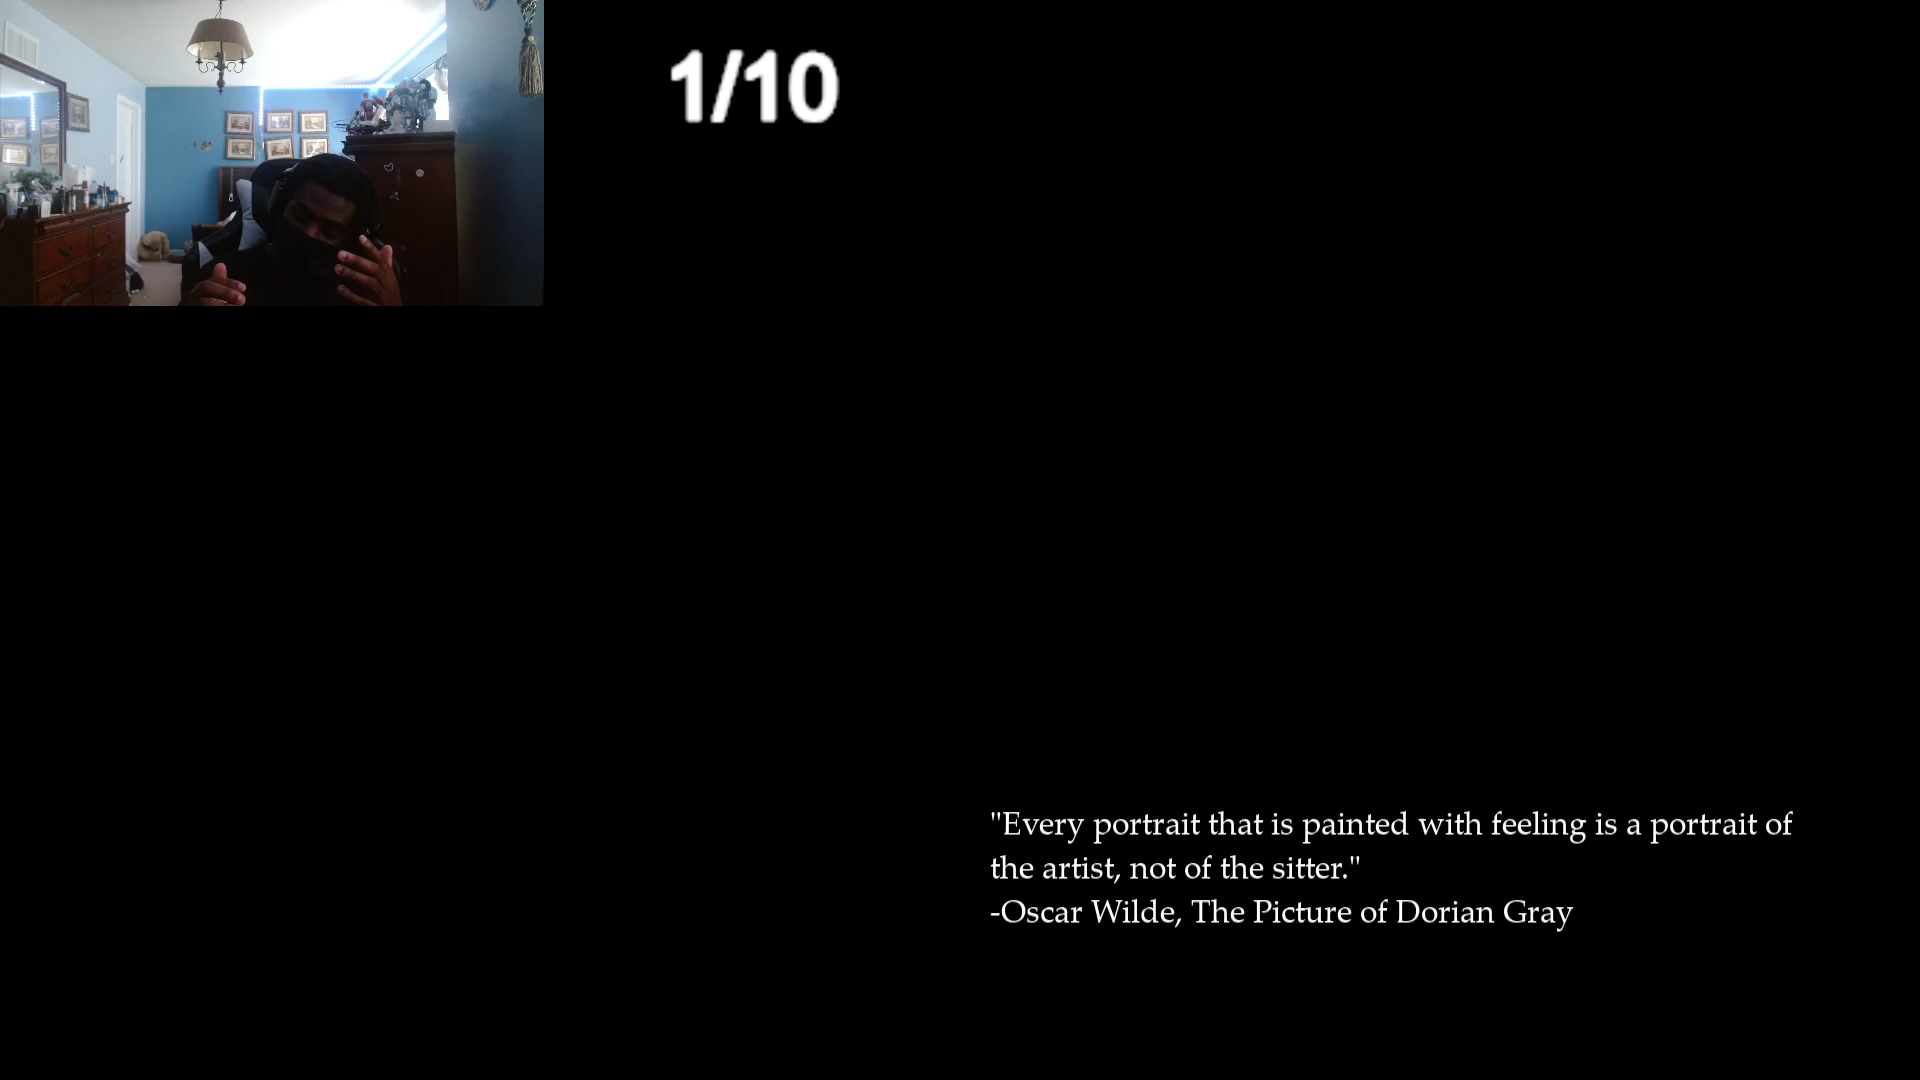 1/10
"Every portrait that is painted with feeling is a portrait of
the artist, not of the sitter."
-Oscar Wilde, The Picture of Dorian Gray